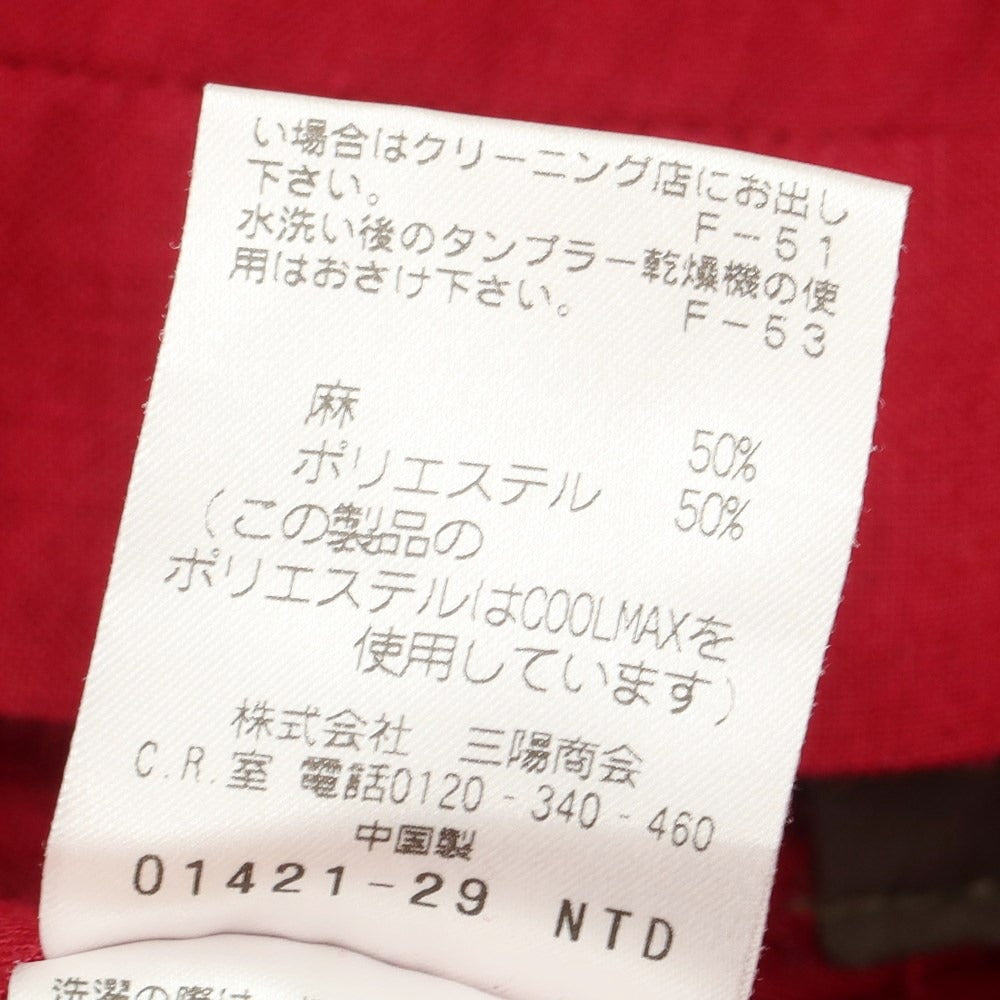 い場合はクリーニング店にお出し
下さい。 F-51
水洗い後のタンブラー乾燥機の使
用はおさけ下さい。 F-53
麻 50%
ポリエステル 50%
(この製品の
ポリエステルはCOOLMAXを
使用しています)
株式会社 三陽商会
C.R.室 電話0120-340-460
中国製
01421-29 NTD
洗濯の際は